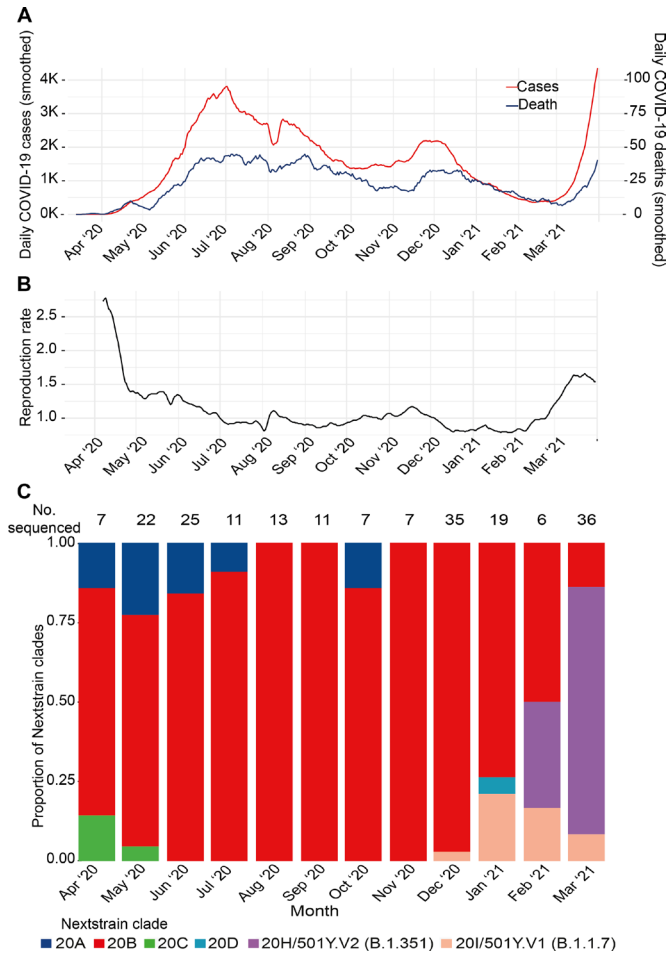 A
Daily COVID-19 cases (smoothed)
4K-
3K-
2K-
1K-
0K-
Cases
Death
-100
-75
-50
-25
- 0
Daily COVID-19 deaths (smoothed)
Apr '20 May '20 Jun '20 Jul '20 Aug '20 Sep '20 Oct '20 Nov '20 Dec '20 Jan '21 Feb '21 Mar '21
B
Reproduction rate
2.5 -
2.0 -
1.5 -
1.0 -
Apr '20 May '20 Jun '20 Jul '20 Aug '20 Sep '20 Oct '20 Nov '20 Dec '20 Jan '21 Feb '21 Mar '21
C
No.
sequenced 7 22 25 11 13 11 7 7 35 19 6 36
Proportion of Nextstrain clades
1.00
0.75
0.50
0.25
0.00
Apr '20 May '20 Jun '20 Jul '20 Aug '20 Sep '20 Oct '20 Nov '20 Dec '20 Jan '21 Feb '21 Mar '21
Month
Nextstrain clade
20A 20B 20C 20D 20H/501Y.V2 (B.1.351) 20I/501Y.V1 (B.1.1.7)